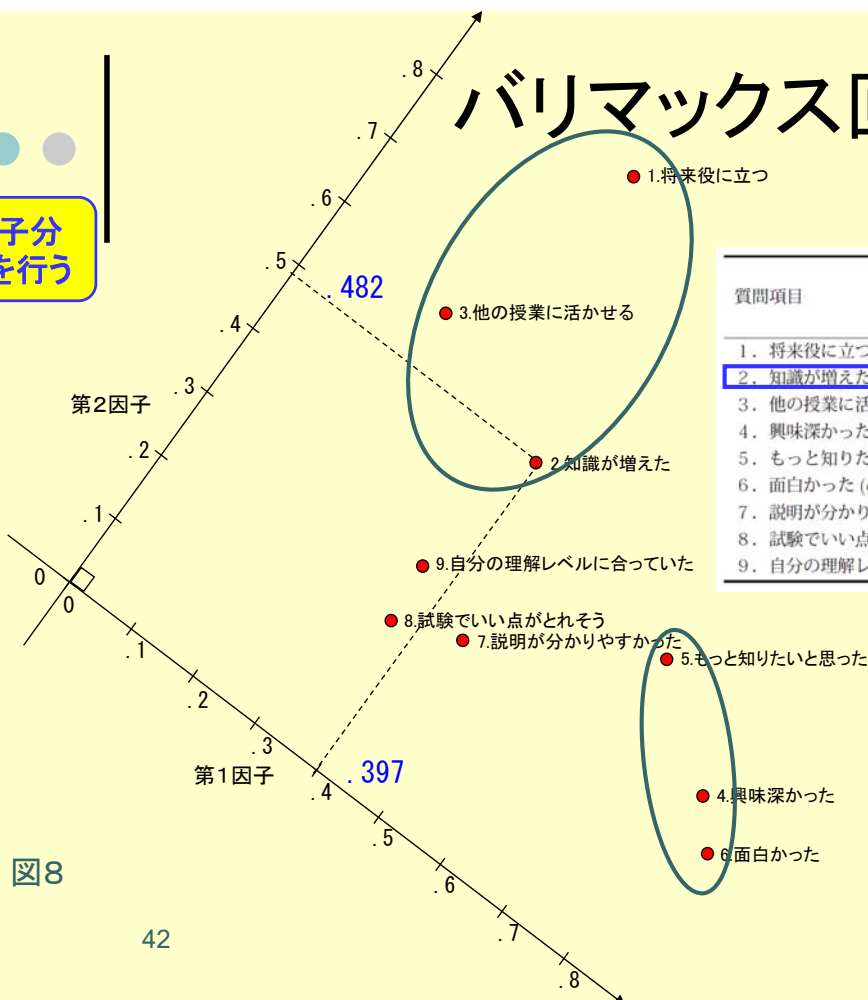 バリマックス
子分
を行う
.8
.7
.6
.5
.482
.4
.3
第2因子
.2
.1
0
0
.1
.2
.3
第1因子
.4
.397
.5
.6
.7
.8
1.将来役に立つ
3.他の授業に活かせる
2.知識が増えた
9.自分の理解レベルに合っていた
8.試験でいい点がとれそう
7.説明が分かりやすかった
5.もっと知りたいと思った
4.興味深かった
6.面白かった
質問項目
1．将来役に立つ
2．知識が増えた
3．他の授業に活
4．興味深かった
5．もっと知りた
6．面白かった (
7．説明が分かり
8．試験でいい点
9．自分の理解レ
図8
42